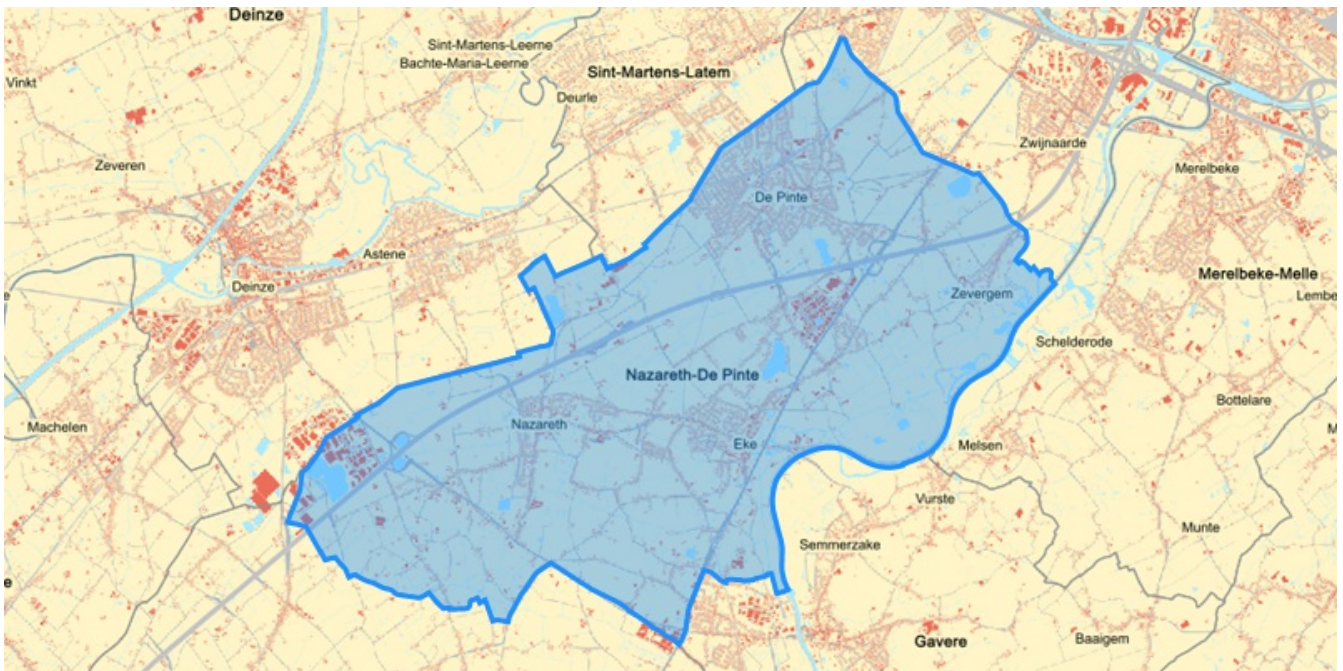 Deinze
Sint-Martens-Leerne
Bachte-Maria-Leerne
Sint-Martens-Latem
Vinkt
Deurle
Zwijnaarde
Zeveren
Merelbeke
De Pinte
Astene
Merelbeke-Melle
Deinze
Zevergem
Lembe
e
Schelderode
Nazareth-De Pinte
Bottelare
Machelen
Nazareth
M
Eke
Melsen
Vurste
Munte
Semmerzake
e
Gavere
Baaigem